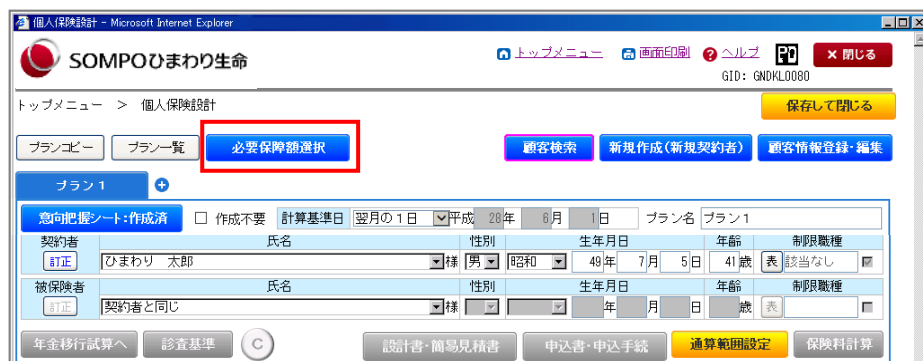 個人保険設計 - Microsoft Internet Explorer
SOMPOひまわり生命 トップメニュー 画面印刷 ヘルプ × 閉じる
GID: GNDKL0080
トップメニュー > 個人保険設計 保存して閉じる
プランコピー プラン一覧 必要保障額選択 顧客検索 新規作成(新規契約者) 顧客情報登録・編集
プラン1
意向把握シート:作成済 作成不要 計算基準日 翌月の1日 平成 28年 6月 1日 プラン名 プラン1
契約者 氏名 性別 生年月日 年齢 制限職種
訂正 ひまわり 太郎 様 男 昭和 49年 7月 5日 41歳 表 該当なし
被保険者 氏名 性別 生年月日 年齢 制限職種
訂正 契約者と同じ 様 年 月 日 歳 表
年金移行試算へ 診査基準 C 設計書・簡易見積書 申込書・申込手続 通算範囲設定 保険料計算